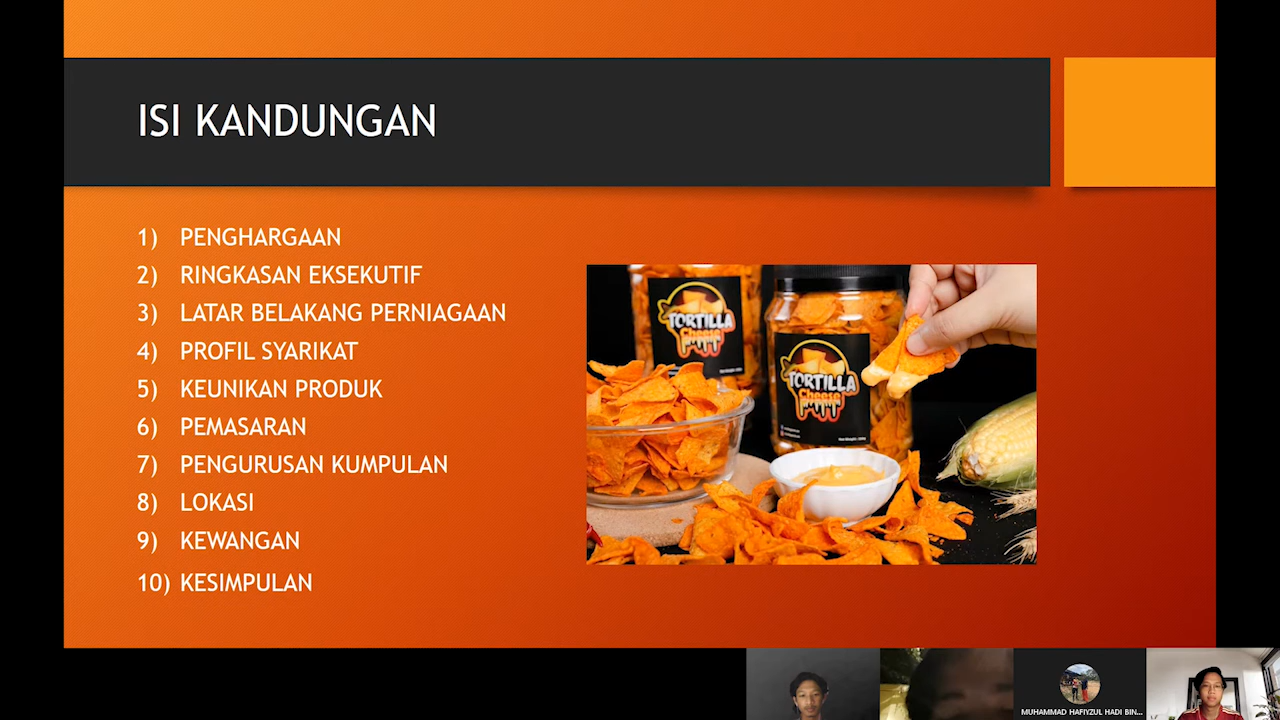 ISI KANDUNGAN
1) PENGHARGAAN
2) RINGKASAN EKSEKUTIF
3) LATAR BELAKANG PERNIAGAAN
4) PROFIL SYARIKAT
5) KEUNIKAN PRODUK
6) PEMASARAN
7) PENGURUSAN KUMPULAN
8) LOKASI
9) KEWANGAN
10) KESIMPULAN
TORTILLA
Cheese
TORTILLA
Cheese
MUHAMMAD HAFIYZUL HADI BIN...